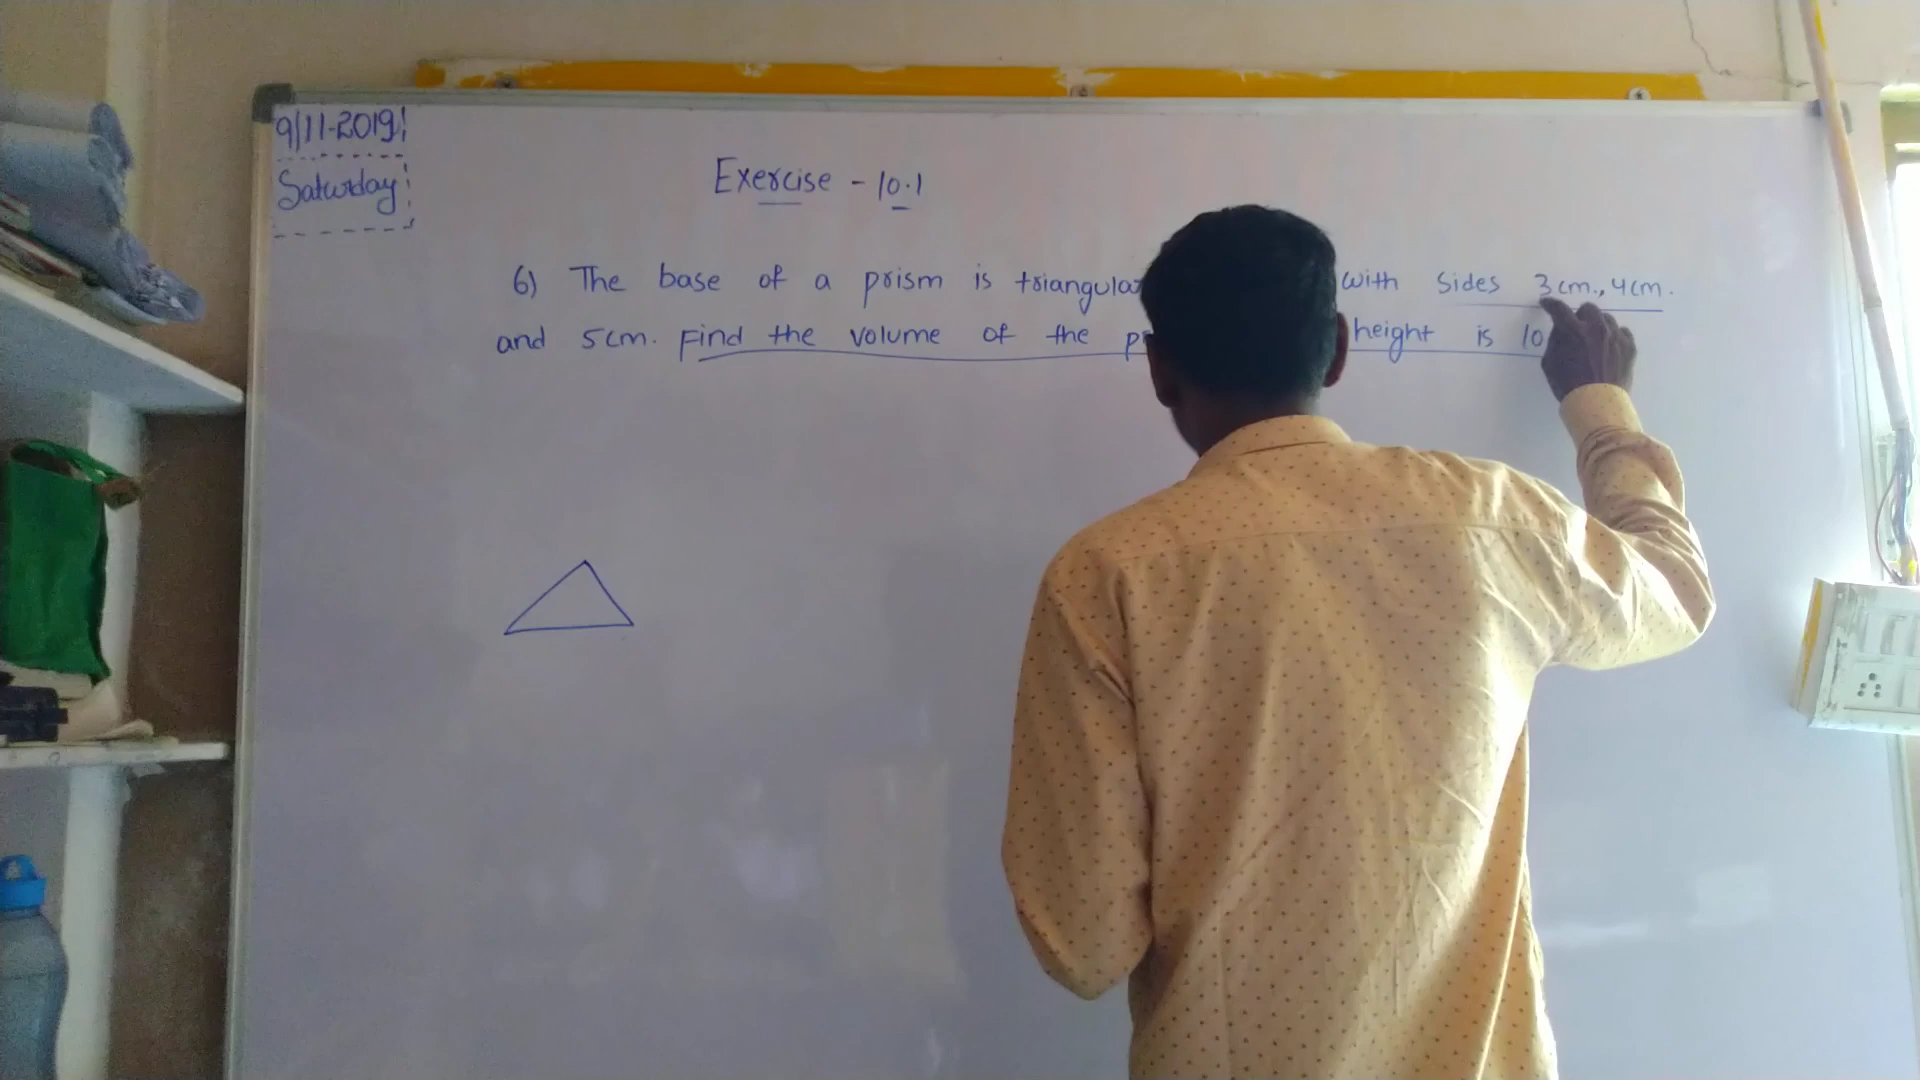 9/11-2019
Saturday
Exercise - 10.1
6) The base of a prism is triangular with sides 3cm., 4cm.
and 5cm. Find the volume of the height is 10